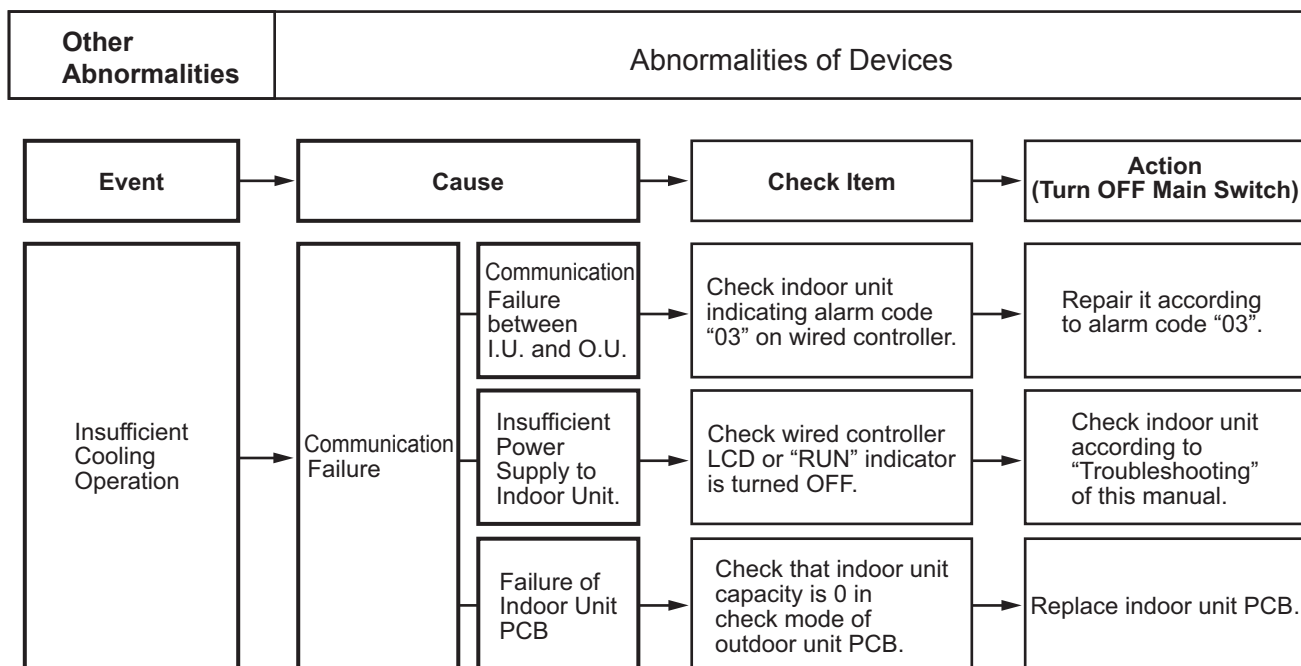 Other
Abnormalities
Abnormalities of Devices
Event
Cause
Check Item
Action
(Turn OFF Main Switch)
Insufficient
Cooling
Operation
Communication
Failure
Communication
Failure
between
I.U. and O.U.
Check indoor unit
indicating alarm code
“03” on wired controller.
Repair it according
to alarm code “03”.
Insufficient
Power
Supply to
Indoor Unit.
Check wired controller
LCD or “RUN” indicator
is turned OFF.
Check indoor unit
according to
“Troubleshooting”
of this manual.
Failure of
Indoor Unit
PCB
Check that indoor unit
capacity is 0 in
check mode of
outdoor unit PCB.
Replace indoor unit PCB.